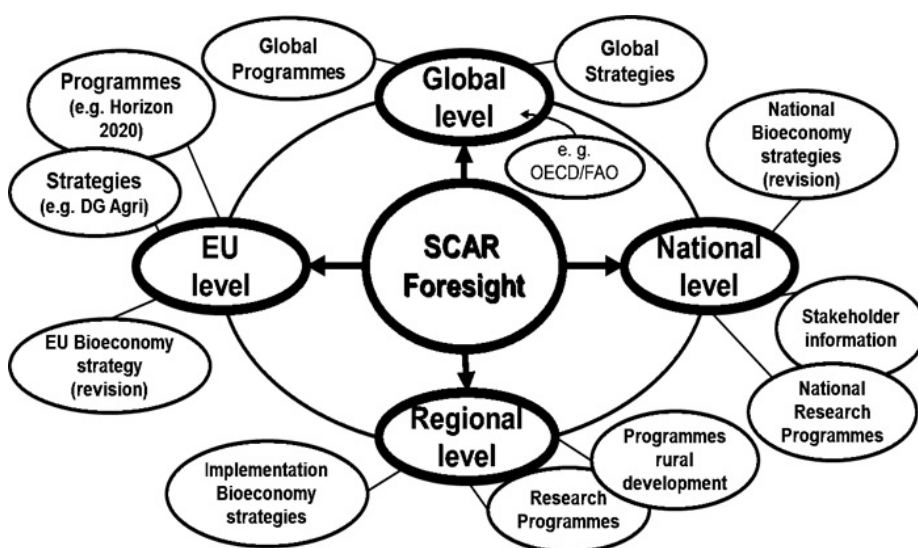 Global
Programmes
Global
level
Global
Strategies
Programmes
(e.g. Horizon
2020)
Strategies
(e.g. DG Agri)
e. g.
OECD/FAO
National
Bioeconomy
strategies
(revision)
EU
level
SCAR
Foresight
National
level
EU Bioeconomy
strategy
(revision)
Stakeholder
information
National
Research
Programmes
Regional
level
Implementation
Bioeconomy
strategies
Research
Programmes
Programmes
rural
development